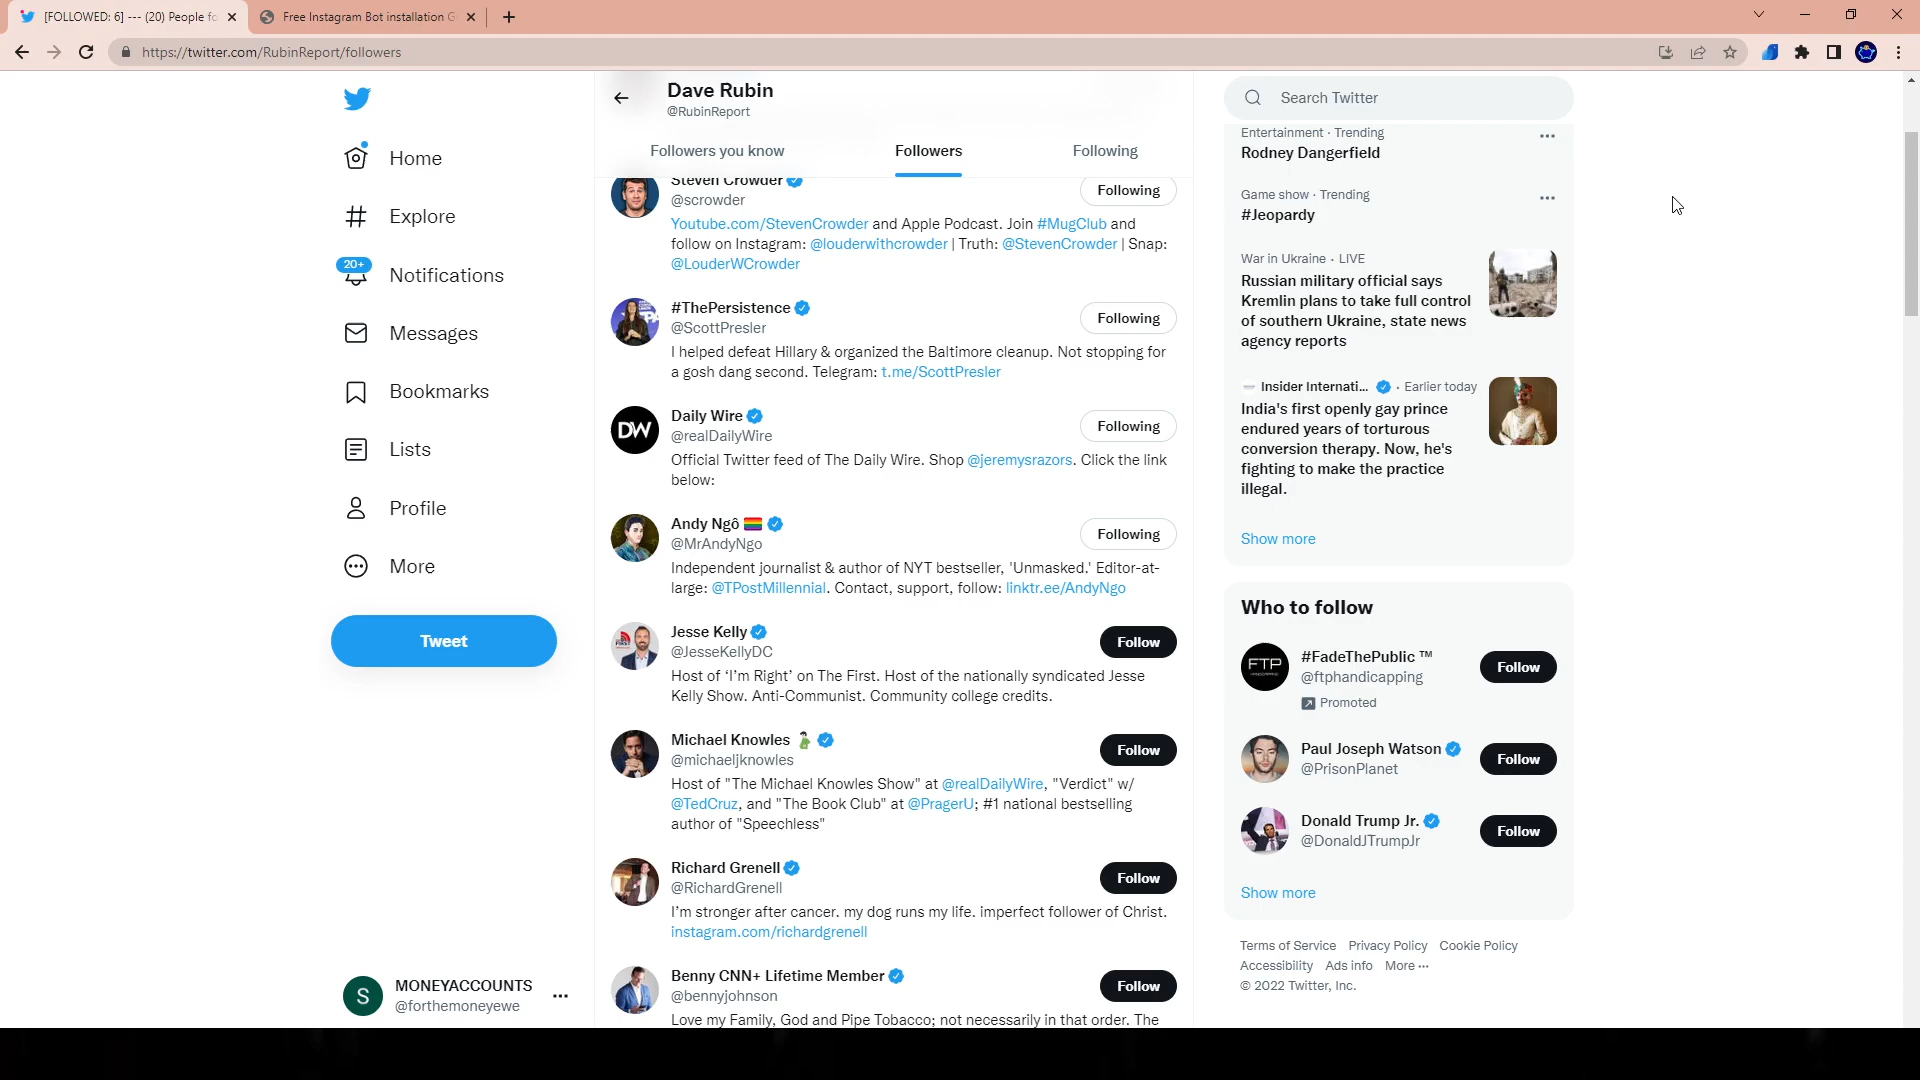 [FOLLOWED: 6] --- (20) People fo
Free Instagram Bot installation G
https://twitter.com/RubinReport/followers
Home
Explore
20+
Notifications
Messages
Bookmarks
Lists
Profile
More
Tweet
S
MONEYACCOUNTS
@forthemoneyewe
Dave Rubin
@RubinReport
Followers you know
Followers
Following
Steven Crowder
@scrowder
Following
Youtube.com/StevenCrowder and Apple Podcast. Join #MugClub and
follow on Instagram: @louderwithcrowder | Truth: @StevenCrowder | Snap:
@LouderWCrowder
#ThePersistence
@ScottPresler
Following
I helped defeat Hillary & organized the Baltimore cleanup. Not stopping for
a gosh dang second. Telegram: t.me/ScottPresler
DW
Daily Wire
@realDailyWire
Following
Official Twitter feed of The Daily Wire. Shop @jeremysrazors. Click the link
below:
Andy Ngô
@MrAndyNgo
Following
Independent journalist & author of NYT bestseller, 'Unmasked.' Editor-at-
large: @TPostMillennial. Contact, support, follow: linktr.ee/AndyNgo
Jesse Kelly
@JesseKellyDC
Follow
Host of ‘I’m Right’ on The First. Host of the nationally syndicated Jesse
Kelly Show. Anti-Communist. Community college credits.
Michael Knowles
@michaeljknowles
Follow
Host of "The Michael Knowles Show" at @realDailyWire, "Verdict" w/
@TedCruz, and "The Book Club" at @PragerU; #1 national bestselling
author of "Speechless"
Richard Grenell
@RichardGrenell
Follow
I’m stronger after cancer. my dog runs my life. imperfect follower of Christ.
instagram.com/richardgrenell
Benny CNN+ Lifetime Member
@bennyjohnson
Follow
Love my Family, God and Pipe Tobacco; not necessarily in that order. The
Search Twitter
Entertainment · Trending
Rodney Dangerfield
Game show · Trending
#Jeopardy
War in Ukraine · LIVE
Russian military official says
Kremlin plans to take full control
of southern Ukraine, state news
agency reports
Insider Internati... · Earlier today
India's first openly gay prince
endured years of torturous
conversion therapy. Now, he's
fighting to make the practice
illegal.
Show more
Who to follow
FTP
#FadeThePublic ™
@ftphandicapping
Follow
Promoted
Paul Joseph Watson
@PrisonPlanet
Follow
Donald Trump Jr.
@DonaldJTrumpJr
Follow
Show more
Terms of Service Privacy Policy Cookie Policy
Accessibility Ads info More ···
© 2022 Twitter, Inc.